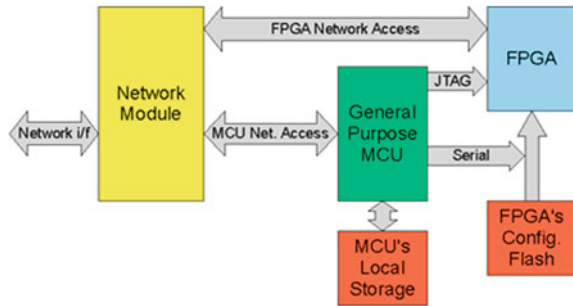 FPGA Network Access
FPGA
Network
Module
JTAG
General
Purpose
MCU
Network i/f
MCU Net. Access
Serial
FPGA's
Config.
Flash
MCU's
Local
Storage